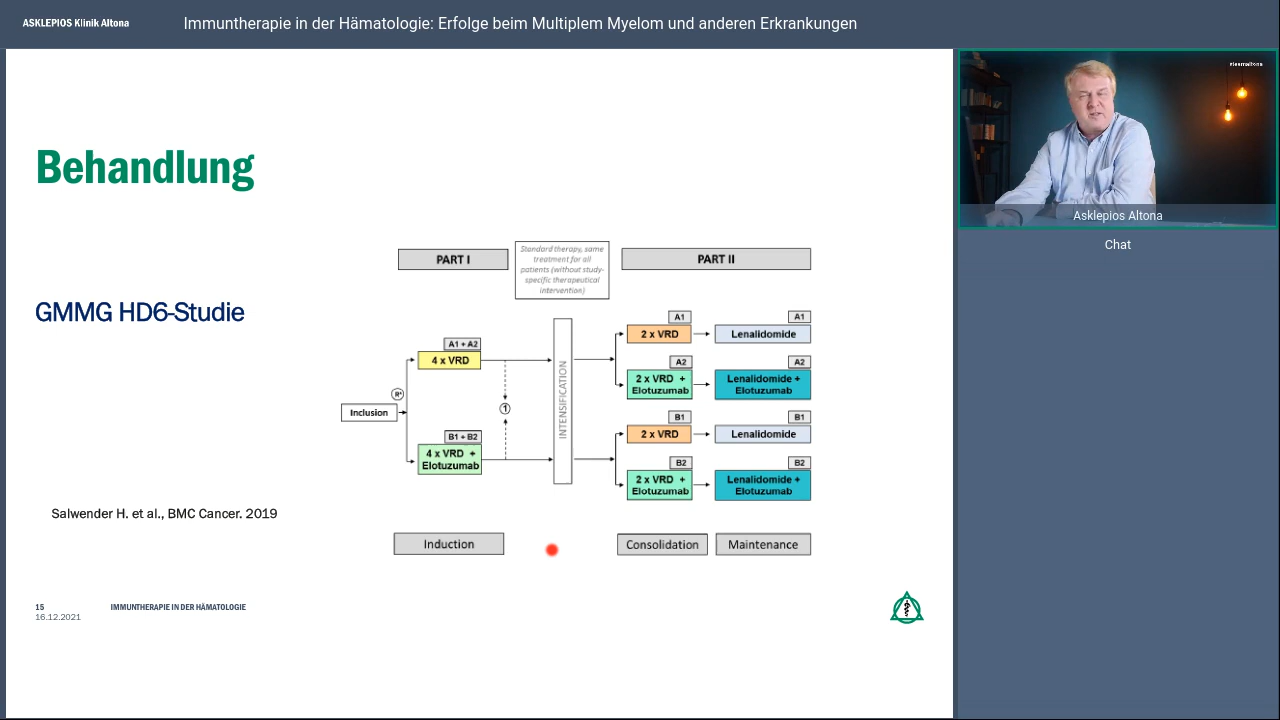 ASKLEPIOS Klinik Altona
Immuntherapie in der Hämatologie: Erfolge beim Multiplem Myelom und anderen Erkrankungen
#teamaltona
Asklepios Altona
Chat
Behandlung
GMMG HD6-Studie
PART I
Standard therapy, same
treatment for all
patients (without study-
specific therapeutical
intervention)
PART II
Inclusion
R*
A1 + A2
4 x VRD
B1 + B2
4 x VRD +
Elotuzumab
1
INTENSIFICATION
A1
2 x VRD
A1
Lenalidomide
A2
2 x VRD +
Elotuzumab
A2
Lenalidomide +
Elotuzumab
B1
2 x VRD
B1
Lenalidomide
B2
2 x VRD +
Elotuzumab
B2
Lenalidomide +
Elotuzumab
Salwender H. et al., BMC Cancer. 2019
Induction
Consolidation
Maintenance
15
IMMUNTHERAPIE IN DER HÄMATOLOGIE
16.12.2021